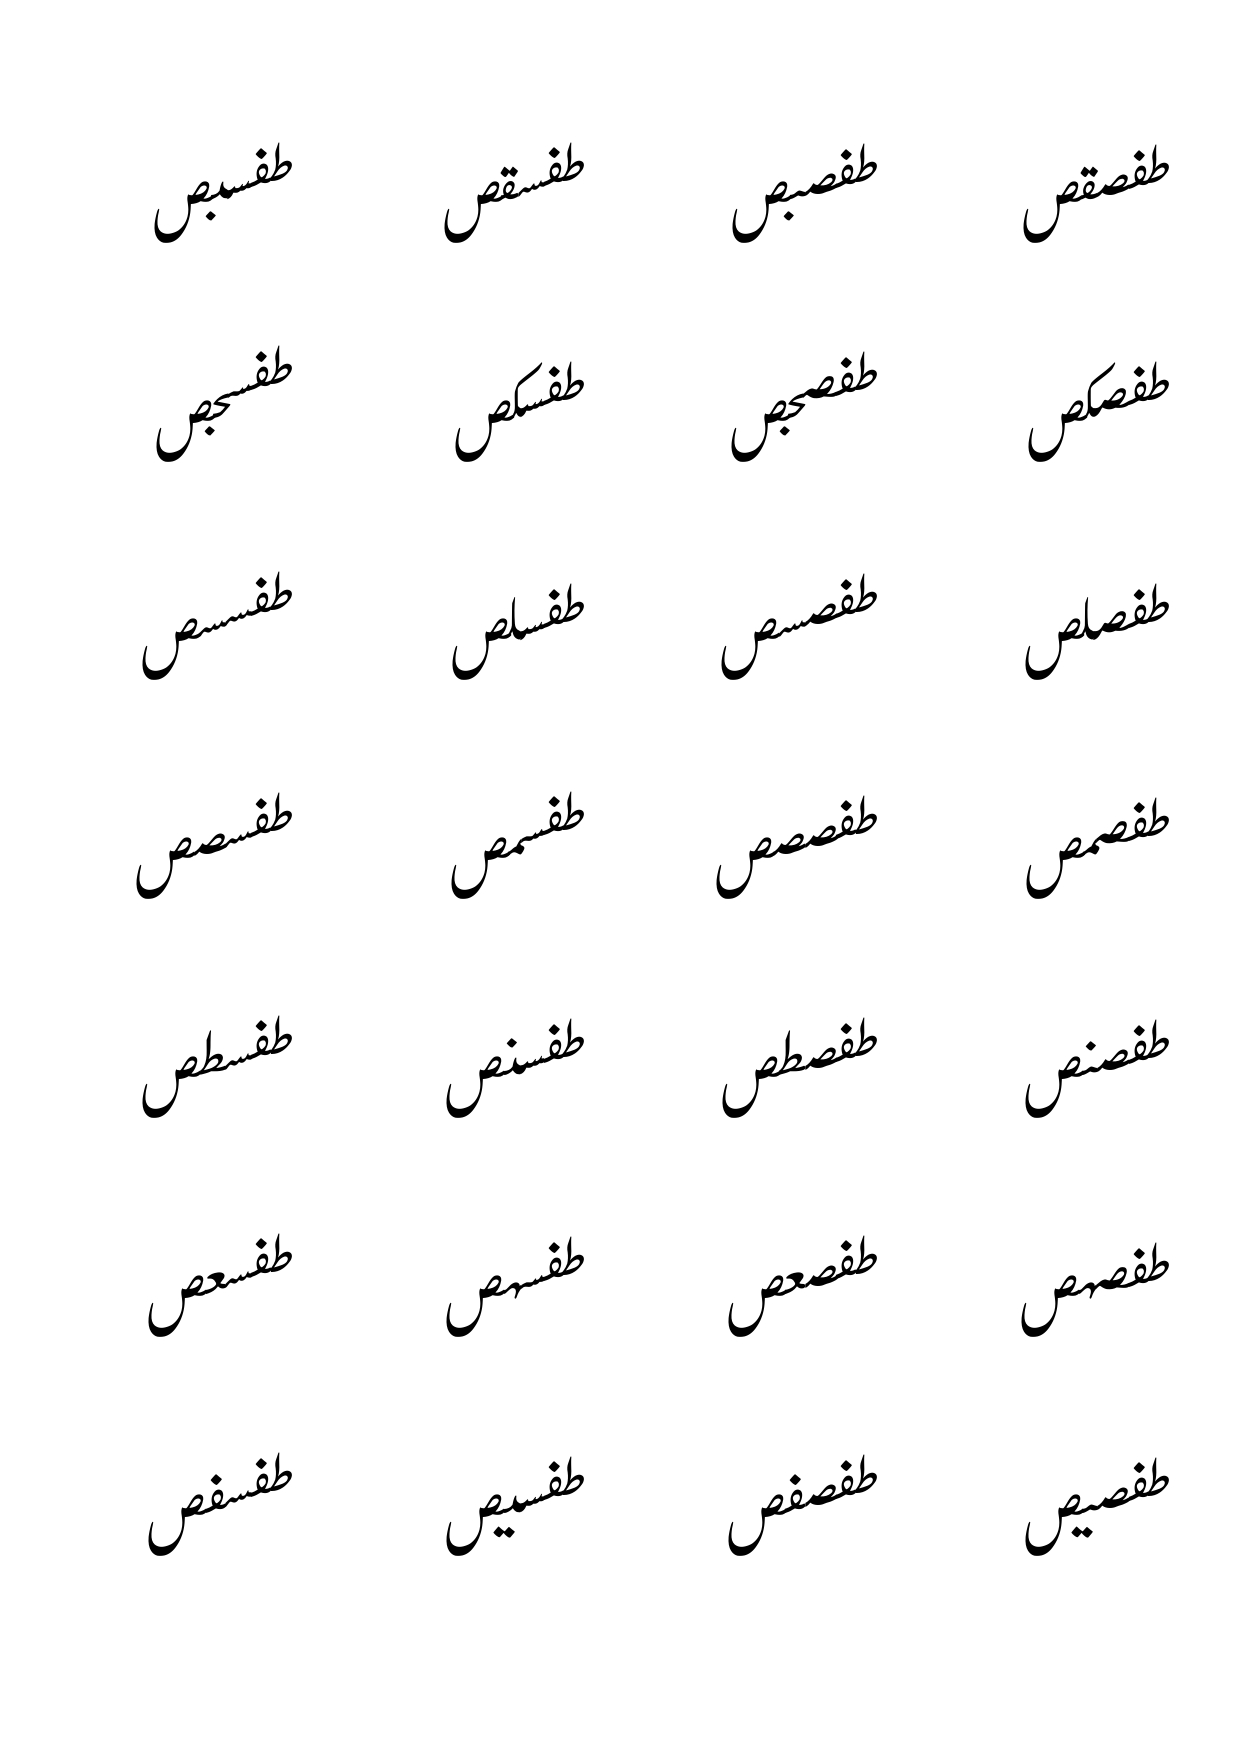 طفصقص طفصبص طفسقص طفسبص
طفصكص طفصجص طفسكص طفسجص
طفصلص طفصسص طفسلص طفسسص
طفصمص طفصصص طفسمص طفسصص
طفصنص طفصطص طفسنص طفسطص
طفصهص طفصعص طفسهص طفسعص
طفصيص طفصفص طفسيص طفسفص